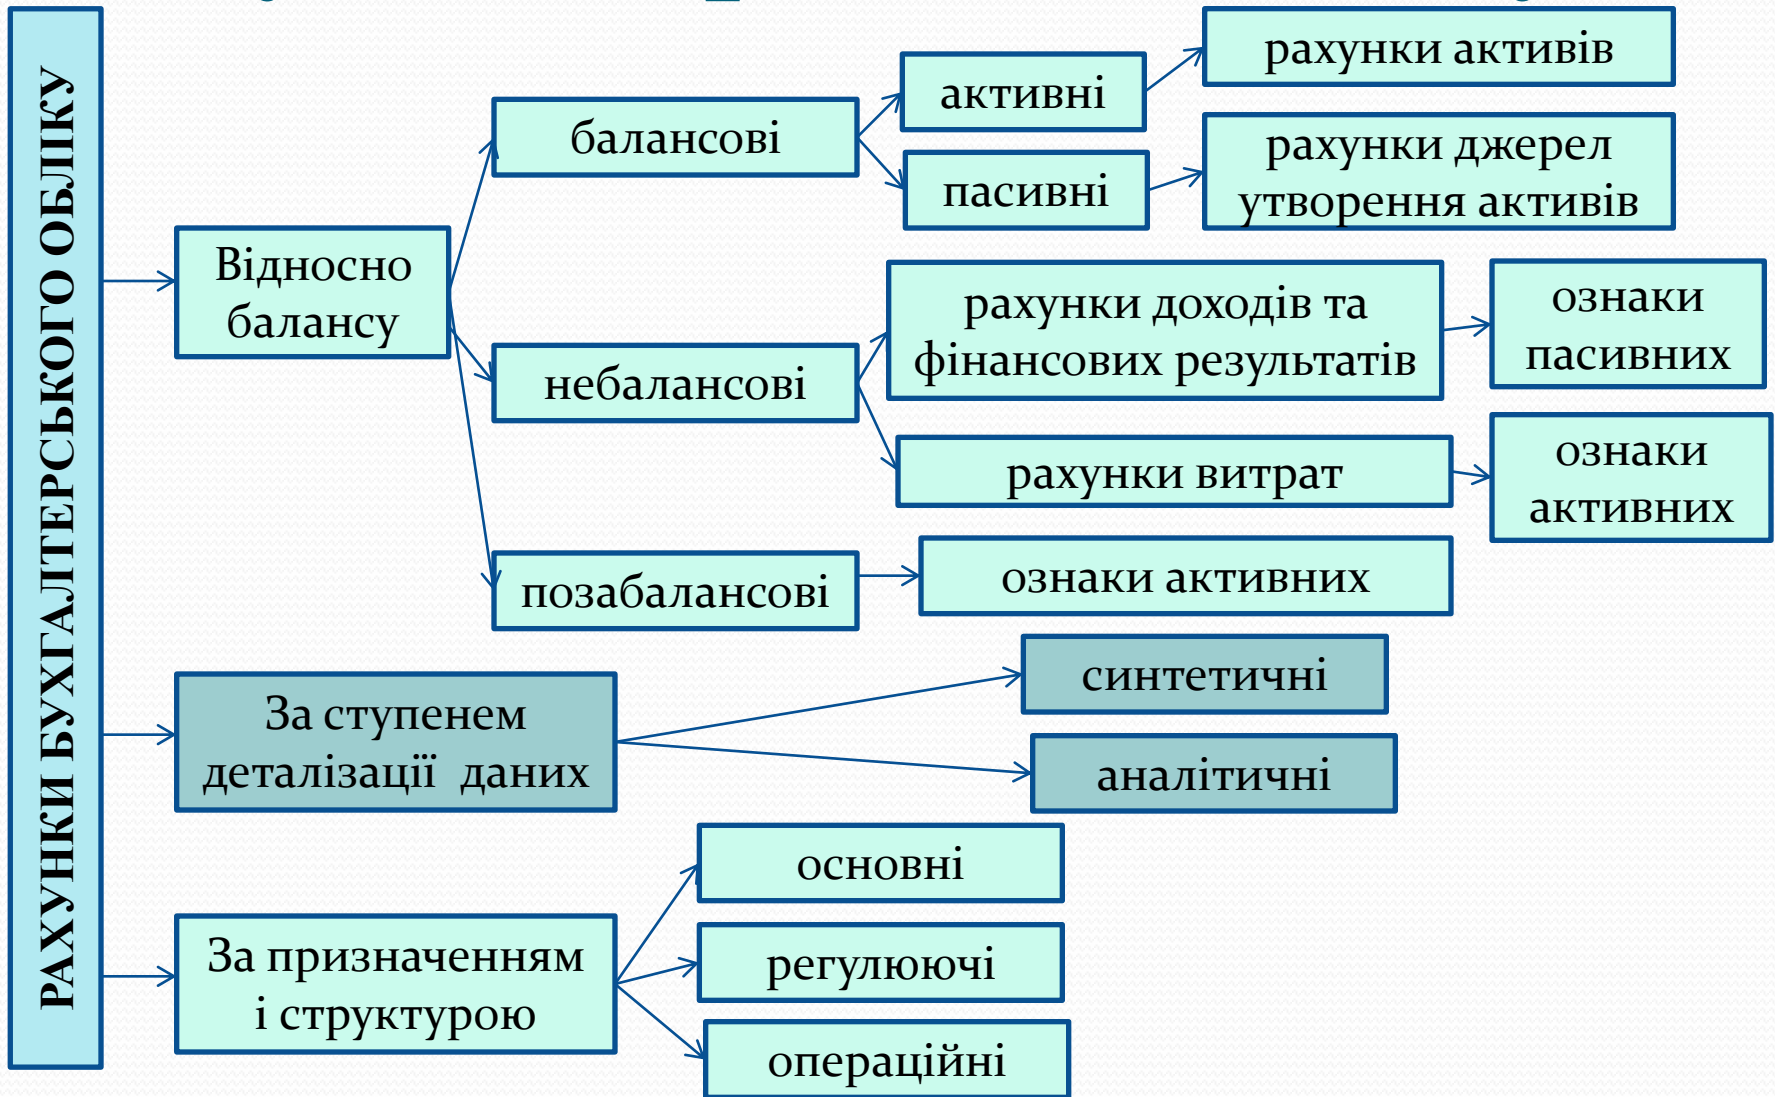 РАХУНКИ БУХГАЛТЕРСЬКОГО ОБЛІКУ
Відносно
балансу
балансові
активні
рахунки активів
пасивні
рахунки джерел
утворення активів
небалансові
рахунки доходів та
фінансових результатів
ознаки
пасивних
рахунки витрат
ознаки
активних
позабалансові
ознаки активних
За ступенем
деталізації даних
синтетичні
аналітичні
За призначенням
і структурою
основні
регулюючі
операційні